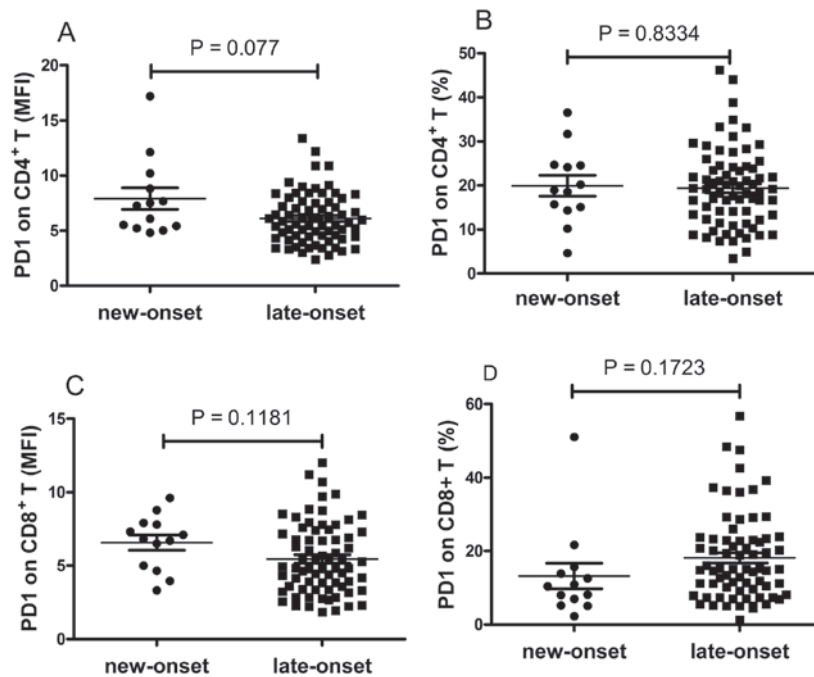 A
P = 0.077
PD1 on CD4⁺ T (MFI)
20
15
10
5
0
new-onset
late-onset
B
P = 0.8334
PD1 on CD4⁺ T (%)
50
40
30
20
10
0
new-onset
late-onset
C
P = 0.1181
PD1 on CD8⁺ T (MFI)
15
10
5
0
new-onset
late-onset
D
P = 0.1723
PD1 on CD8+ T (%)
60
40
20
0
new-onset
late-onset